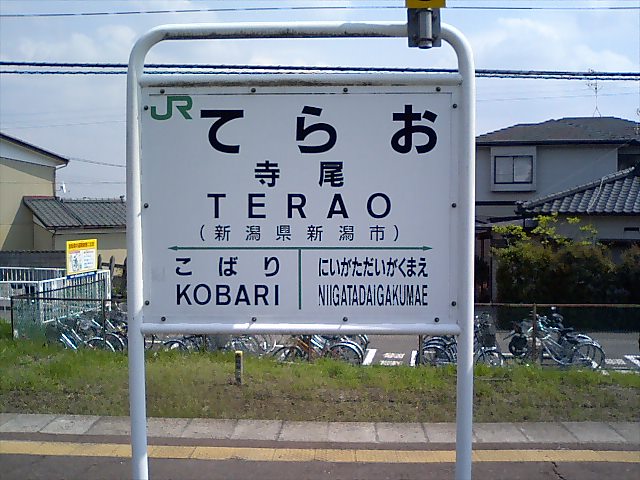 JR
てらお
寺尾
TERAO
(新潟県新潟市)
こばり
KOBARI
にいがただいがくまえ
NIIGATADAIGAKUMAE